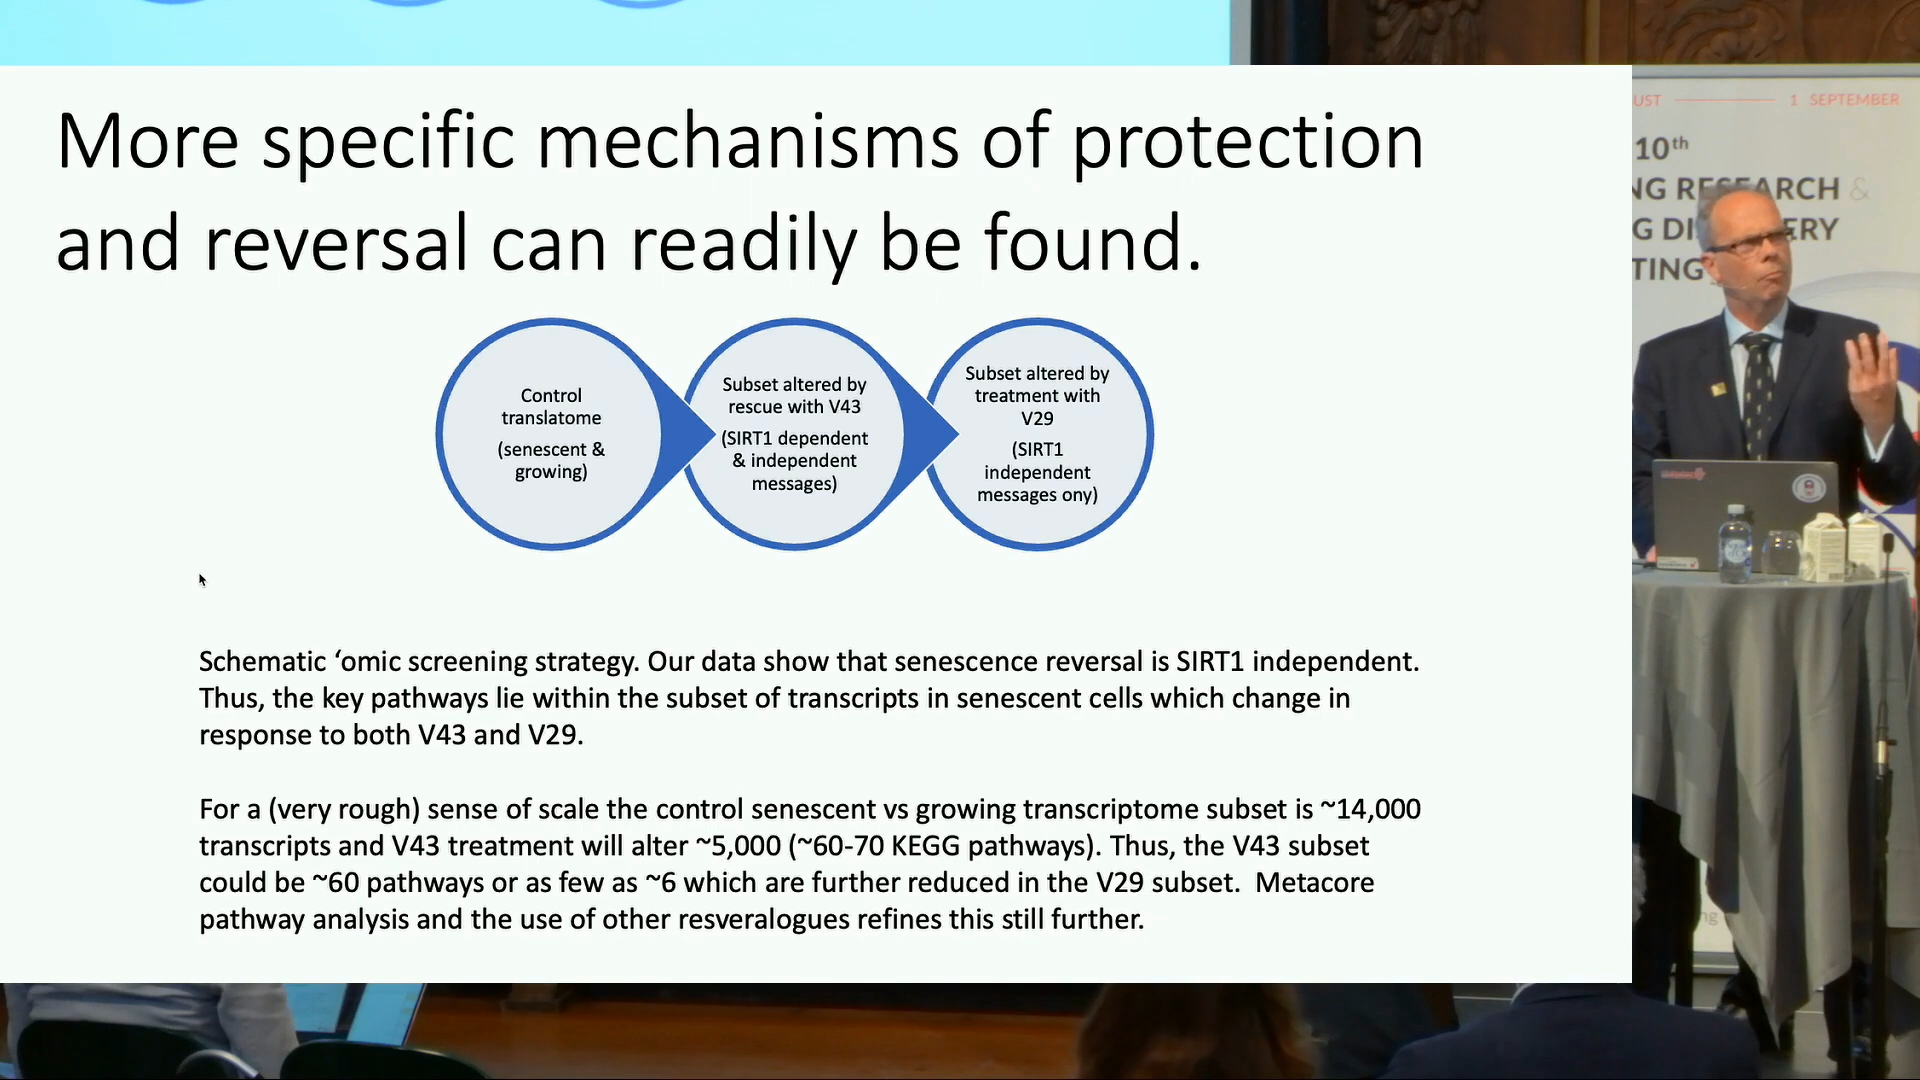 More specific mechanisms of protection
and reversal can readily be found.
Control
translatome
(senescent &
growing)
Subset altered by
rescue with V43
(SIRT1 dependent
& independent
messages)
Subset altered by
treatment with
V29
(SIRT1
independent
messages ony)
Schematic ‘omic screening strategy. Our data show that senescence reversal is SIRT1 independent.
Thus, the key pathways lie within the subset of transcripts in senescent cells which change in
response to both V43 and V29.
For a (very rough) sense of scale the control senescent vs growing transcriptome subset is ~14,000
transcripts and V43 treatment will alter ~5,000 (~60-70 KEGG pathways). Thus, the V43 subset
could be ~60 pathways or as few as ~6 which are further reduced in the V29 subset. Metacore
pathway analysis and the use of other resveralogues refines this still further.
UST 1 SEPTEMBER
10th
NG RESEARCH &
G DI ERY
TING